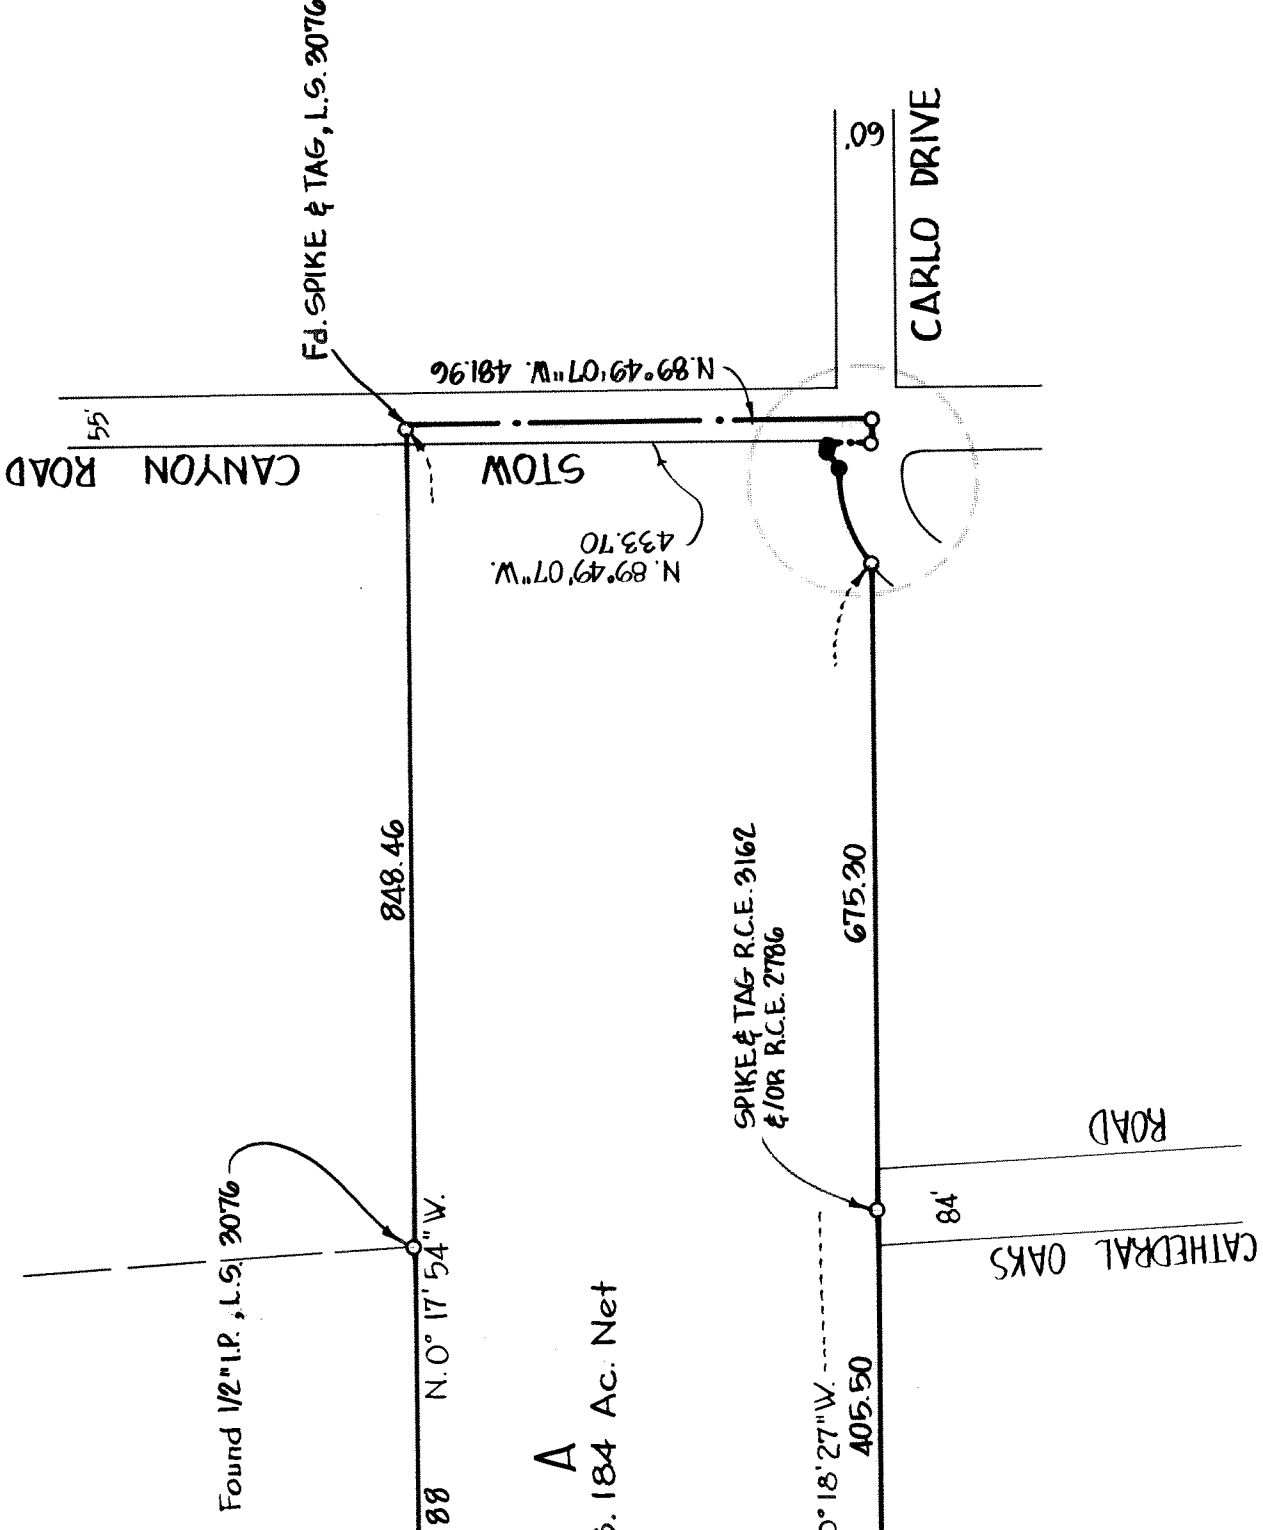 Fd. SPIKE & TAG, L.S. 3076
60'
CARLO DRIVE
N.89°49'07"W. 481.96
55'
STOW CANYON ROAD
N. 89°49'07"W.
433.70
848.46
675.30
SPIKE & TAG R.C.E. 3162
&/OR R.C.E. 2786
Found 1/2" I.P., L.S. 3076
N.0° 17' 54" W.
84'
CATHEDRAL OAKS ROAD
A
184 Ac. Net
0° 18' 27" W.
405.50
88